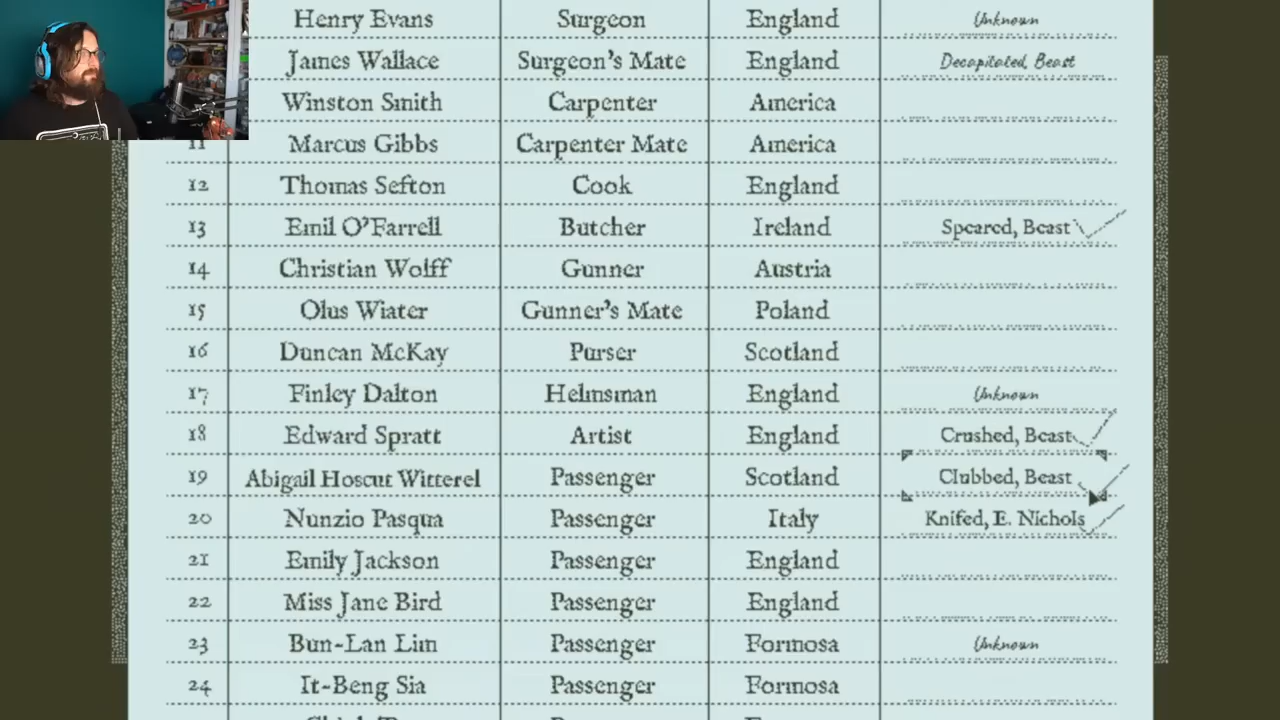 Henry Evans Surgeon England Unknown
James Wallace Surgeon's Mate England Decapitated, Beast
Winston Smith Carpenter America
11 Marcus Gibbs Carpenter Mate America
12 Thomas Sefton Cook England
13 Emil O'Farrell Butcher Ireland Speared, Beast
14 Christian Wolff Gunner Austria
15 Olus Wiater Gunner's Mate Poland
16 Duncan McKay Purser Scotland
17 Finley Dalton Helmsman England Unknown
18 Edward Spratt Artist England Crushed, Beast
19 Abigail Hoscut Witterel Passenger Scotland Clubbed, Beast
20 Nunzio Pasqua Passenger Italy Knifed, E. Nichols
21 Emily Jackson Passenger England
22 Miss Jane Bird Passenger England
23 Bun-Lan Lim Passenger Formosa Unknown
24 It-Beng Sia Passenger Formosa